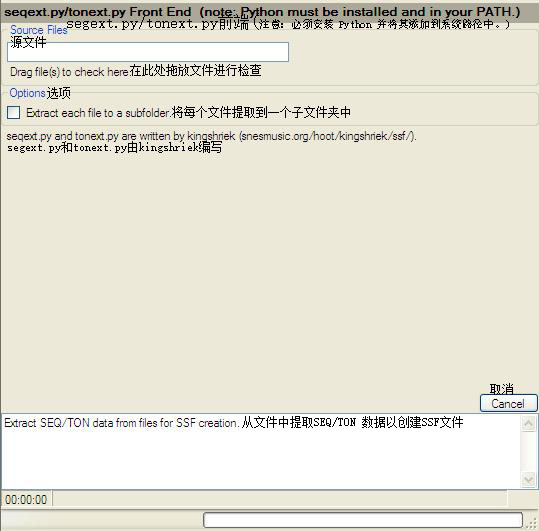 seqext.py/tonext.py Front End (note: Python must be installed and in your PATH.)
segext.py/tonext.py前端（注意：必须安装 Python 并将其添加到系统路径中。）
Source Files
源文件
Drag file(s) to check here.在此处拖放文件进行检查
Options选项
Extract each file to a subfolder.将每个文件提取到一个子文件夹中
seqext.py and tonext.py are written by kingshriek (snesmusic.org/hoot/kingshriek/ssf/).
segext.py和tonext.py由kingshriek编写
取消
Cancel
Extract SEQ/TON data from files for SSF creation.从文件中提取SEQ/TON 数据以创建SSF文件
00:00:00